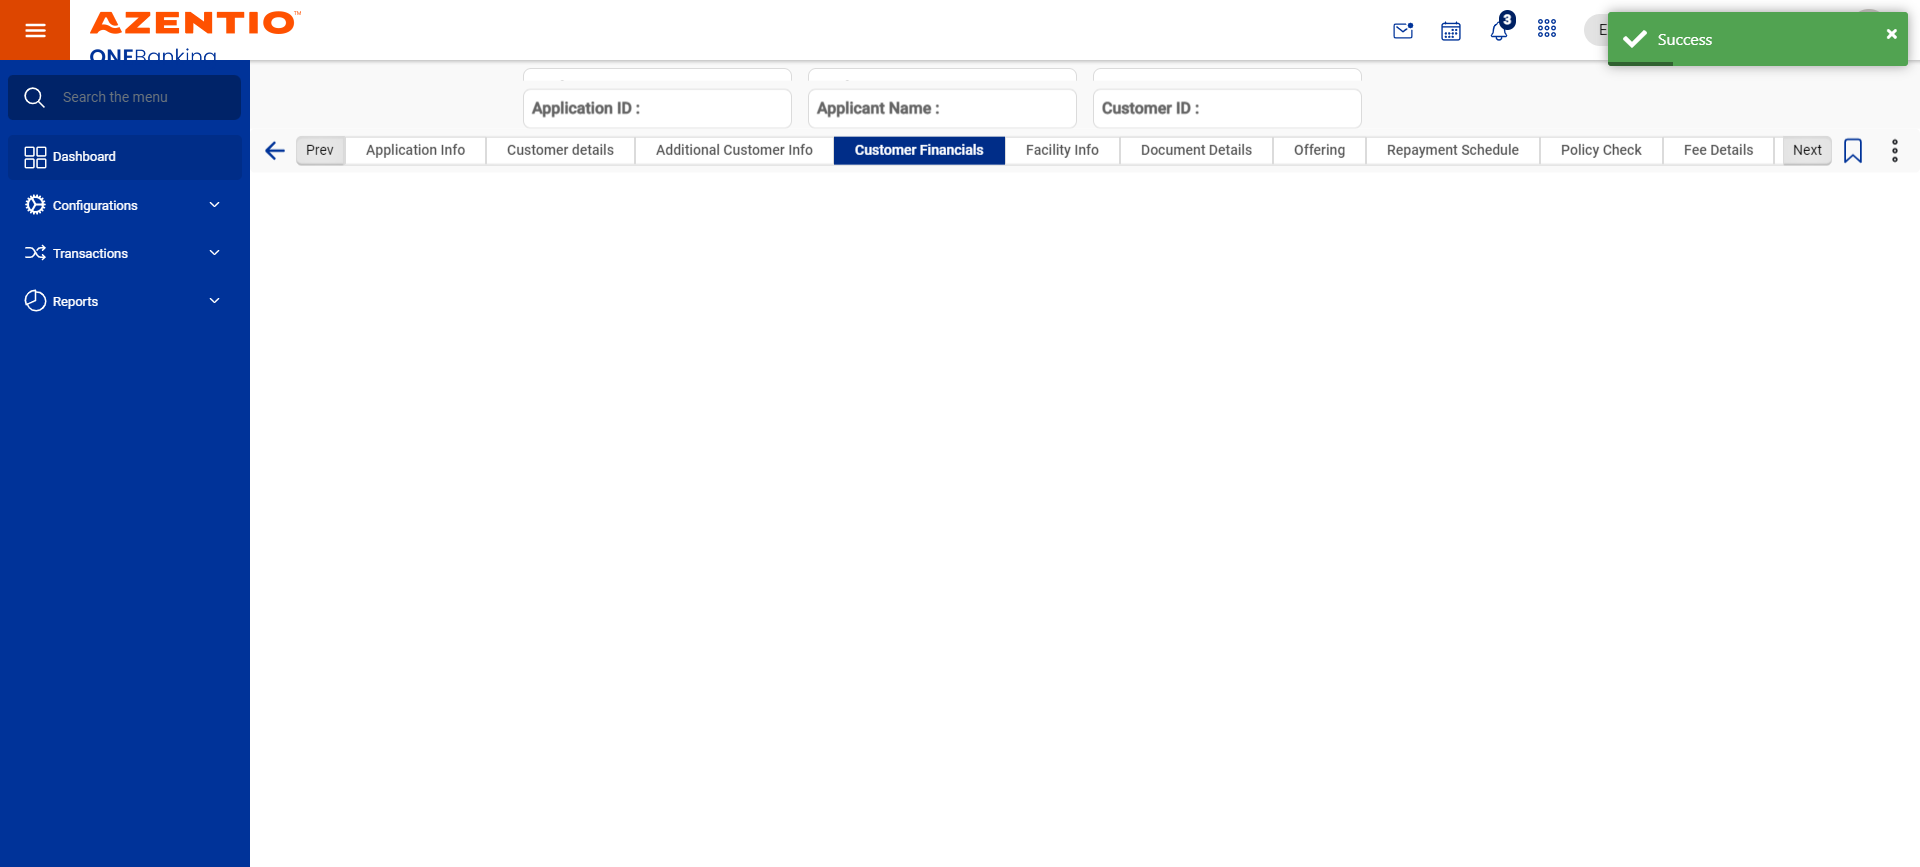 AZENTIO™
ONEBanking
3
E
Success
Search the menu
Dashboard
Configurations
Transactions
Reports
Application ID :
Applicant Name :
Customer ID :
Prev
Application Info
Customer details
Additional Customer Info
Customer Financials
Facility Info
Document Details
Offering
Repayment Schedule
Policy Check
Fee Details
Next